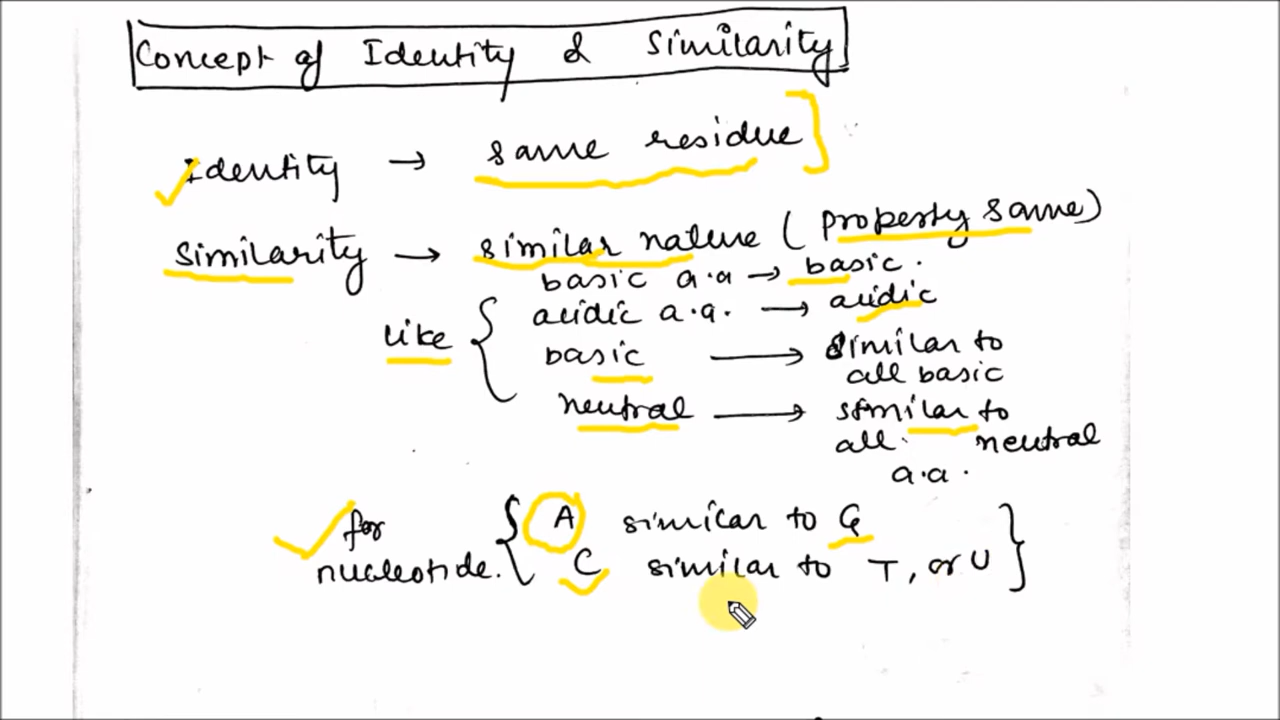 Concept of Identity & Similarity
Identity → same residue
Similarity → similar nature (property same)
basic a.a → basic.
like { acidic a.a. → acidic
basic → similar to all basic
neutral → similar to all neutral a.a.
for nucleotide. { A similar to G
C similar to T, or U }